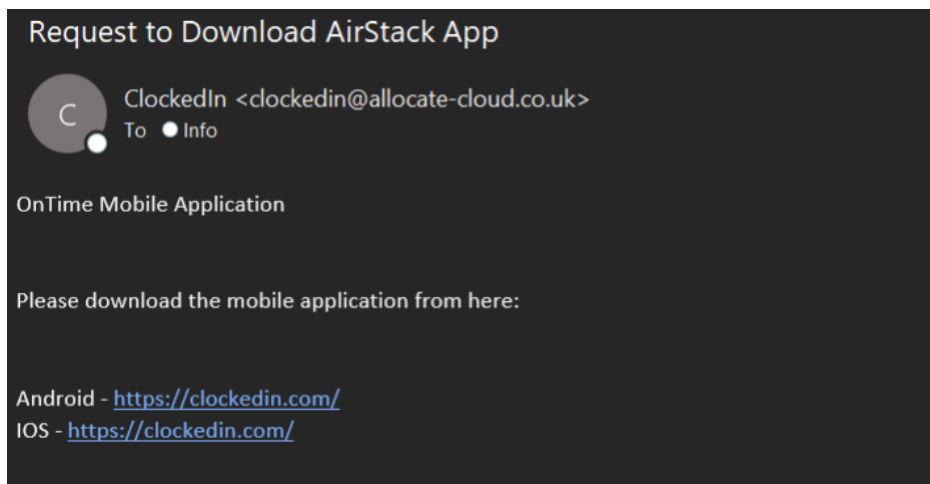 Request to Download AirStack App
C
ClockedIn <clockedin@allocate-cloud.co.uk>
To Info
OnTime Mobile Application
Please download the mobile application from here:
Android - https://clockedin.com/
IOS - https://clockedin.com/